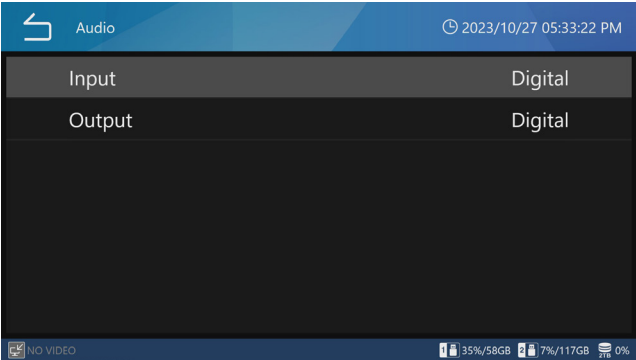 Audio 2023/10/27 05:33:22 PM
Input Digital
Output Digital
NO VIDEO 1 35%/58GB 2 7%/117GB 2TB 0%